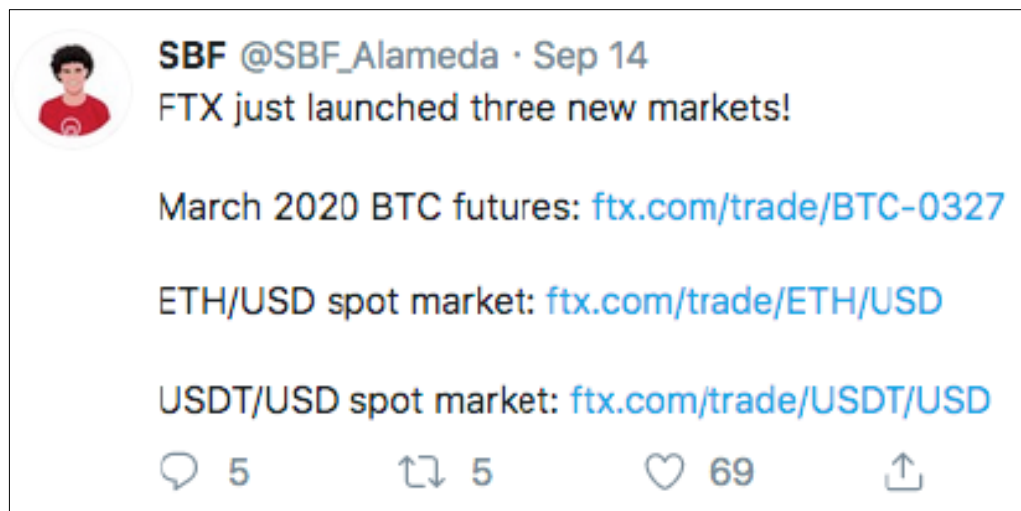 SBF @SBF_Alameda · Sep 14
FTX just launched three new markets!
March 2020 BTC futures: ftx.com/trade/BTC-0327
ETH/USD spot market: ftx.com/trade/ETH/USD
USDT/USD spot market: ftx.com/trade/USDT/USD
5 5 69